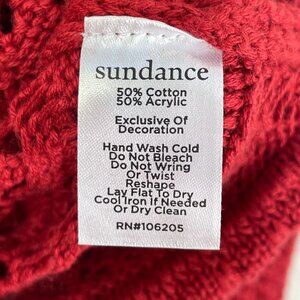 sundance
50% Cotton
50% Acrylic
Exclusive Of
Decoration
Hand Wash Cold
Do Not Bleach
Do Not Wring
Or Twist
Reshape
Lay Flat To Dry
Cool Iron If Needed
Or Dry Clean
RN#106205